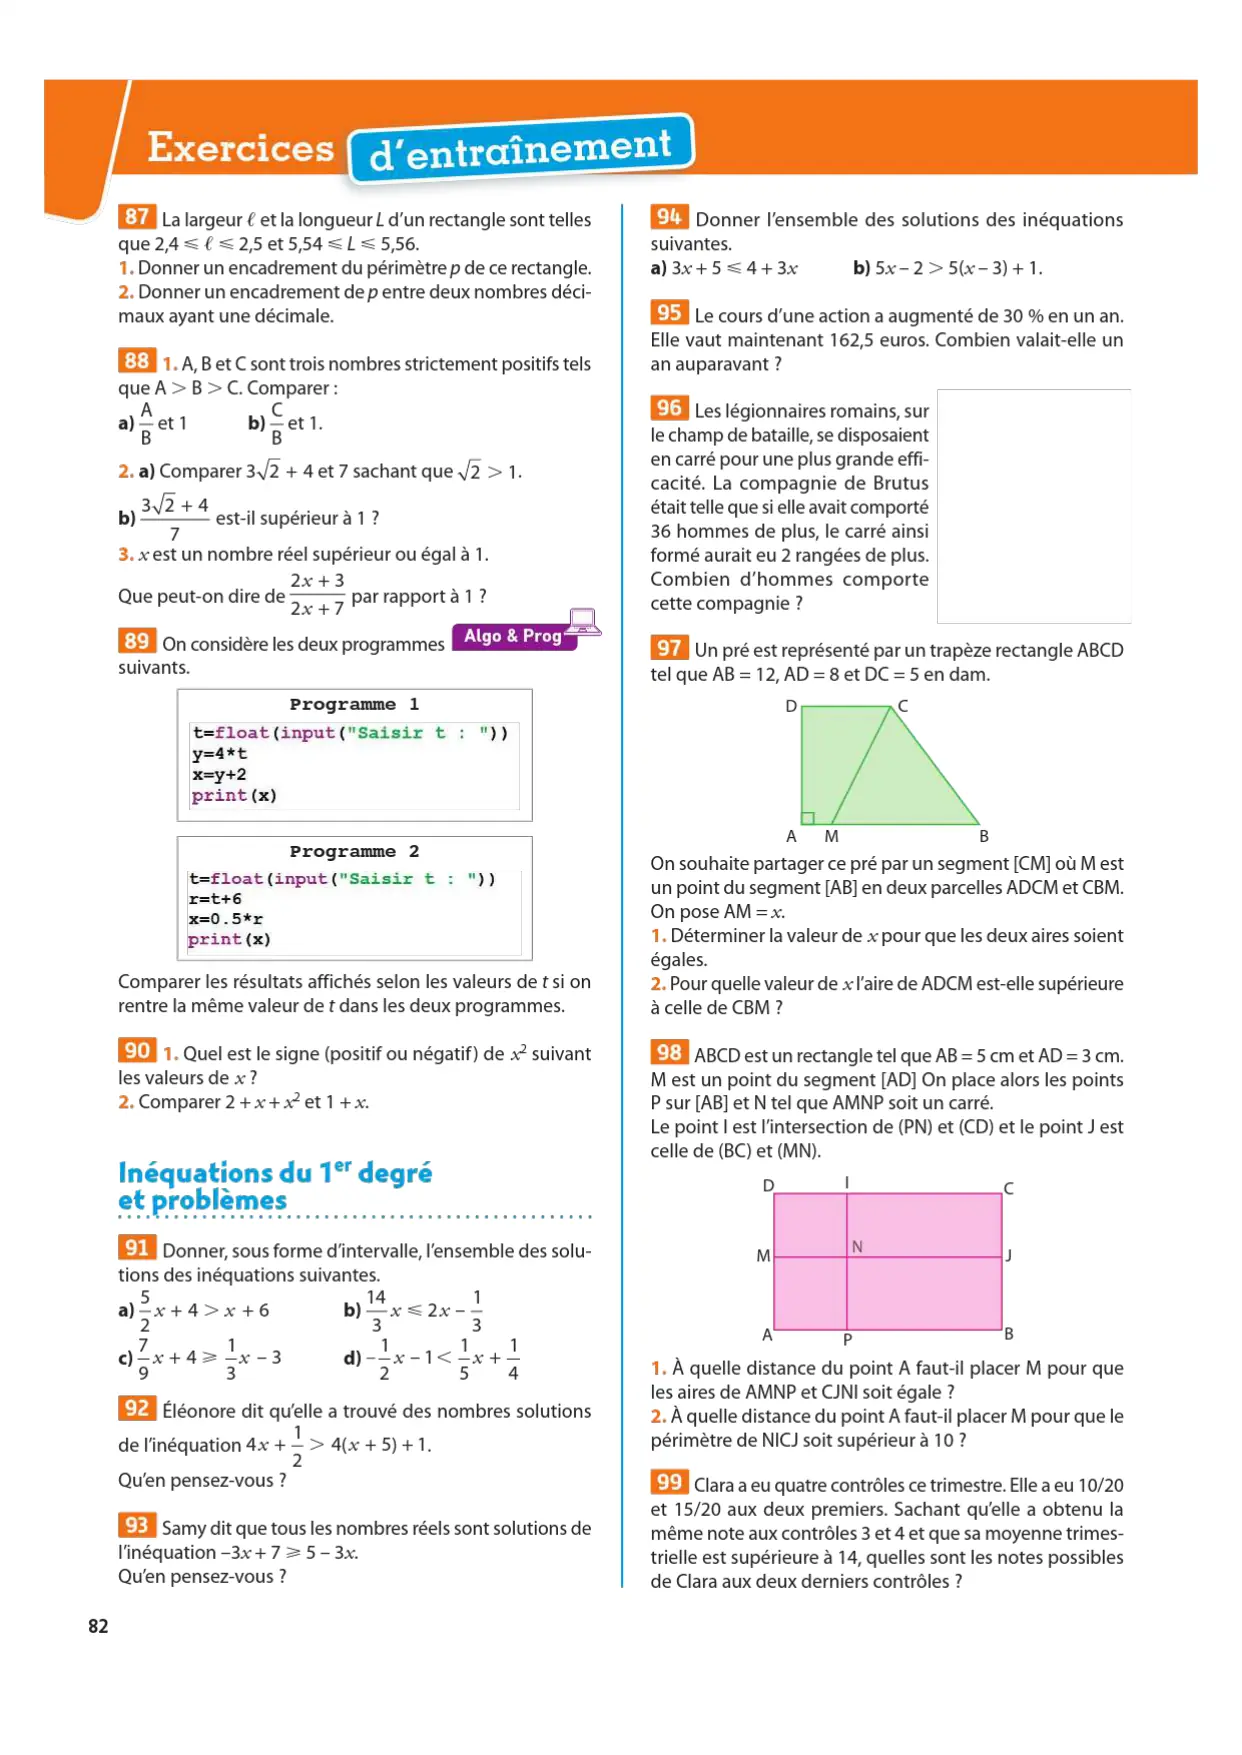 Exercices d'entraînement
87 La largeur ℓ et la longueur L d'un rectangle sont telles
que 2,4 ⩽ ℓ ⩽ 2,5 et 5,54 ⩽ L ⩽ 5,56.
1. Donner un encadrement du périmètre p de ce rectangle.
2. Donner un encadrement de p entre deux nombres déci-
maux ayant une décimale.
88 1. A, B et C sont trois nombres strictement positifs tels
que A > B > C. Comparer :
a) A/B et 1 b) C/B et 1.
2. a) Comparer 3√2 + 4 et 7 sachant que √2 > 1.
b) (3√2 + 4)/7 est-il supérieur à 1 ?
3. x est un nombre réel supérieur ou égal à 1.
Que peut-on dire de (2x + 3)/(2x + 7) par rapport à 1 ?
89 On considère les deux programmes Algo & Prog
suivants.
Programme 1
t=float(input("Saisir t : "))
y=4*t
x=y+2
print(x)
Programme 2
t=float(input("Saisir t : "))
r=t+6
x=0.5*r
print(x)
Comparer les résultats affichés selon les valeurs de t si on
rentre la même valeur de t dans les deux programmes.
90 1. Quel est le signe (positif ou négatif) de x² suivant
les valeurs de x ?
2. Comparer 2 + x + x² et 1 + x.
Inéquations du 1er degré
et problèmes
91 Donner, sous forme d'intervalle, l'ensemble des solu-
tions des inéquations suivantes.
a) 5/2 x + 4 > x + 6 b) 14/3 x ⩽ 2x – 1/3
c) 7/9 x + 4 ⩾ 1/3 x – 3 d) –1/2 x – 1 < 1/5 x + 1/4
92 Éléonore dit qu'elle a trouvé des nombres solutions
de l'inéquation 4x + 1/2 > 4(x + 5) + 1.
Qu'en pensez-vous ?
93 Samy dit que tous les nombres réels sont solutions de
l'inéquation –3x + 7 ⩾ 5 – 3x.
Qu'en pensez-vous ?
82
94 Donner l'ensemble des solutions des inéquations
suivantes.
a) 3x + 5 ⩽ 4 + 3x b) 5x – 2 > 5(x – 3) + 1.
95 Le cours d'une action a augmenté de 30 % en un an.
Elle vaut maintenant 162,5 euros. Combien valait-elle un
an auparavant ?
96 Les légionnaires romains, sur
le champ de bataille, se disposaient
en carré pour une plus grande effi-
cacité. La compagnie de Brutus
était telle que si elle avait comporté
36 hommes de plus, le carré ainsi
formé aurait eu 2 rangées de plus.
Combien d'hommes comporte
cette compagnie ?
97 Un pré est représenté par un trapèze rectangle ABCD
tel que AB = 12, AD = 8 et DC = 5 en dam.
D C
A M B
On souhaite partager ce pré par un segment [CM] où M est
un point du segment [AB] en deux parcelles ADCM et CBM.
On pose AM = x.
1. Déterminer la valeur de x pour que les deux aires soient
égales.
2. Pour quelle valeur de x l'aire de ADCM est-elle supérieure
à celle de CBM ?
98 ABCD est un rectangle tel que AB = 5 cm et AD = 3 cm.
M est un point du segment [AD] On place alors les points
P sur [AB] et N tel que AMNP soit un carré.
Le point I est l'intersection de (PN) et (CD) et le point J est
celle de (BC) et (MN).
D I C
M N J
A P B
1. À quelle distance du point A faut-il placer M pour que
les aires de AMNP et CJNI soit égale ?
2. À quelle distance du point A faut-il placer M pour que le
périmètre de NICJ soit supérieur à 10 ?
99 Clara a eu quatre contrôles ce trimestre. Elle a eu 10/20
et 15/20 aux deux premiers. Sachant qu'elle a obtenu la
même note aux contrôles 3 et 4 et que sa moyenne trimes-
trielle est supérieure à 14, quelles sont les notes possibles
de Clara aux deux derniers contrôles ?